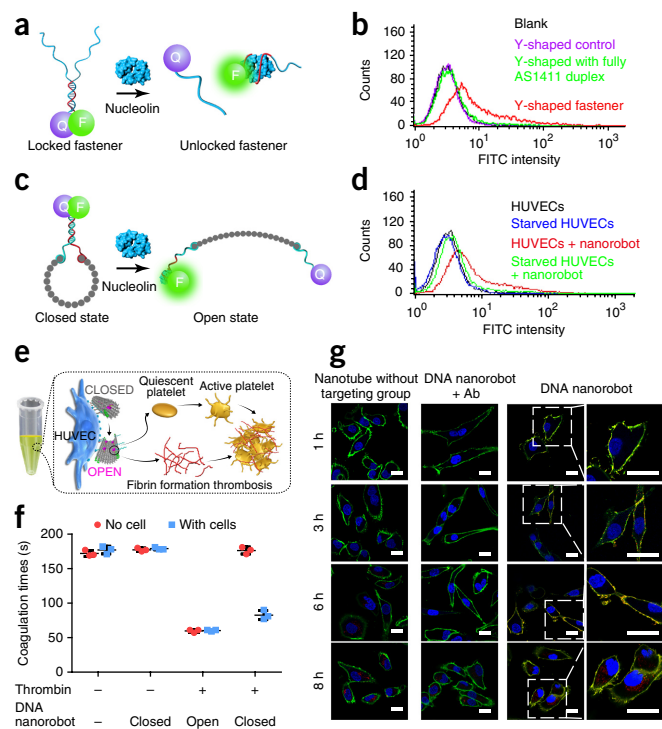 a
Q
F
Nucleolin
Q
F
Locked fastener
Unlocked fastener
b
Counts
160
120
80
40
0
10⁰
10¹
10²
10³
FITC intensity
Blank
Y-shaped control
Y-shaped with fully
AS1411 duplex
Y-shaped fastener
c
Q
F
Nucleolin
F
Q
Closed state
Open state
d
Counts
160
120
80
40
0
10⁰
10¹
10²
10³
FITC intensity
HUVECs
Starved HUVECs
HUVECs + nanorobot
Starved HUVECs
+ nanorobot
e
CLOSED
HUVEC
OPEN
Quiescent
platelet
Active platelet
Fibrin formation thrombosis
f
No cell
With cells
Coagulation times (s)
200
150
100
50
0
Thrombin
–
–
+
+
DNA
nanorobot
–
Closed
Open
Closed
g
Nanotube without
targeting group
DNA nanorobot
+ Ab
DNA nanorobot
1 h
3 h
6 h
8 h